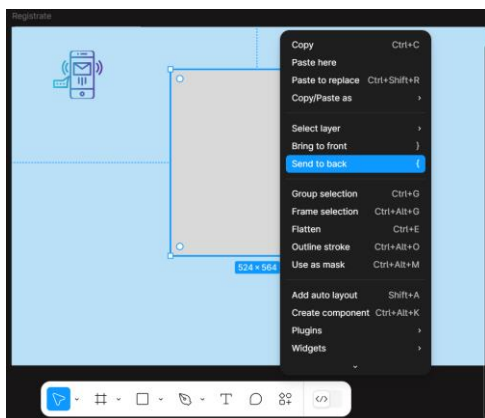 Registrate
Copy Ctrl+C
Paste here
Paste to replace Ctrl+Shift+R
Copy/Paste as ›
Select layer ›
Bring to front }
Send to back {
Group selection Ctrl+G
Frame selection Ctrl+Alt+G
Flatten Ctrl+E
Outline stroke Ctrl+Alt+O
Use as mask Ctrl+Alt+M
524 × 564
Add auto layout Shift+A
Create component Ctrl+Alt+K
Plugins ›
Widgets ›